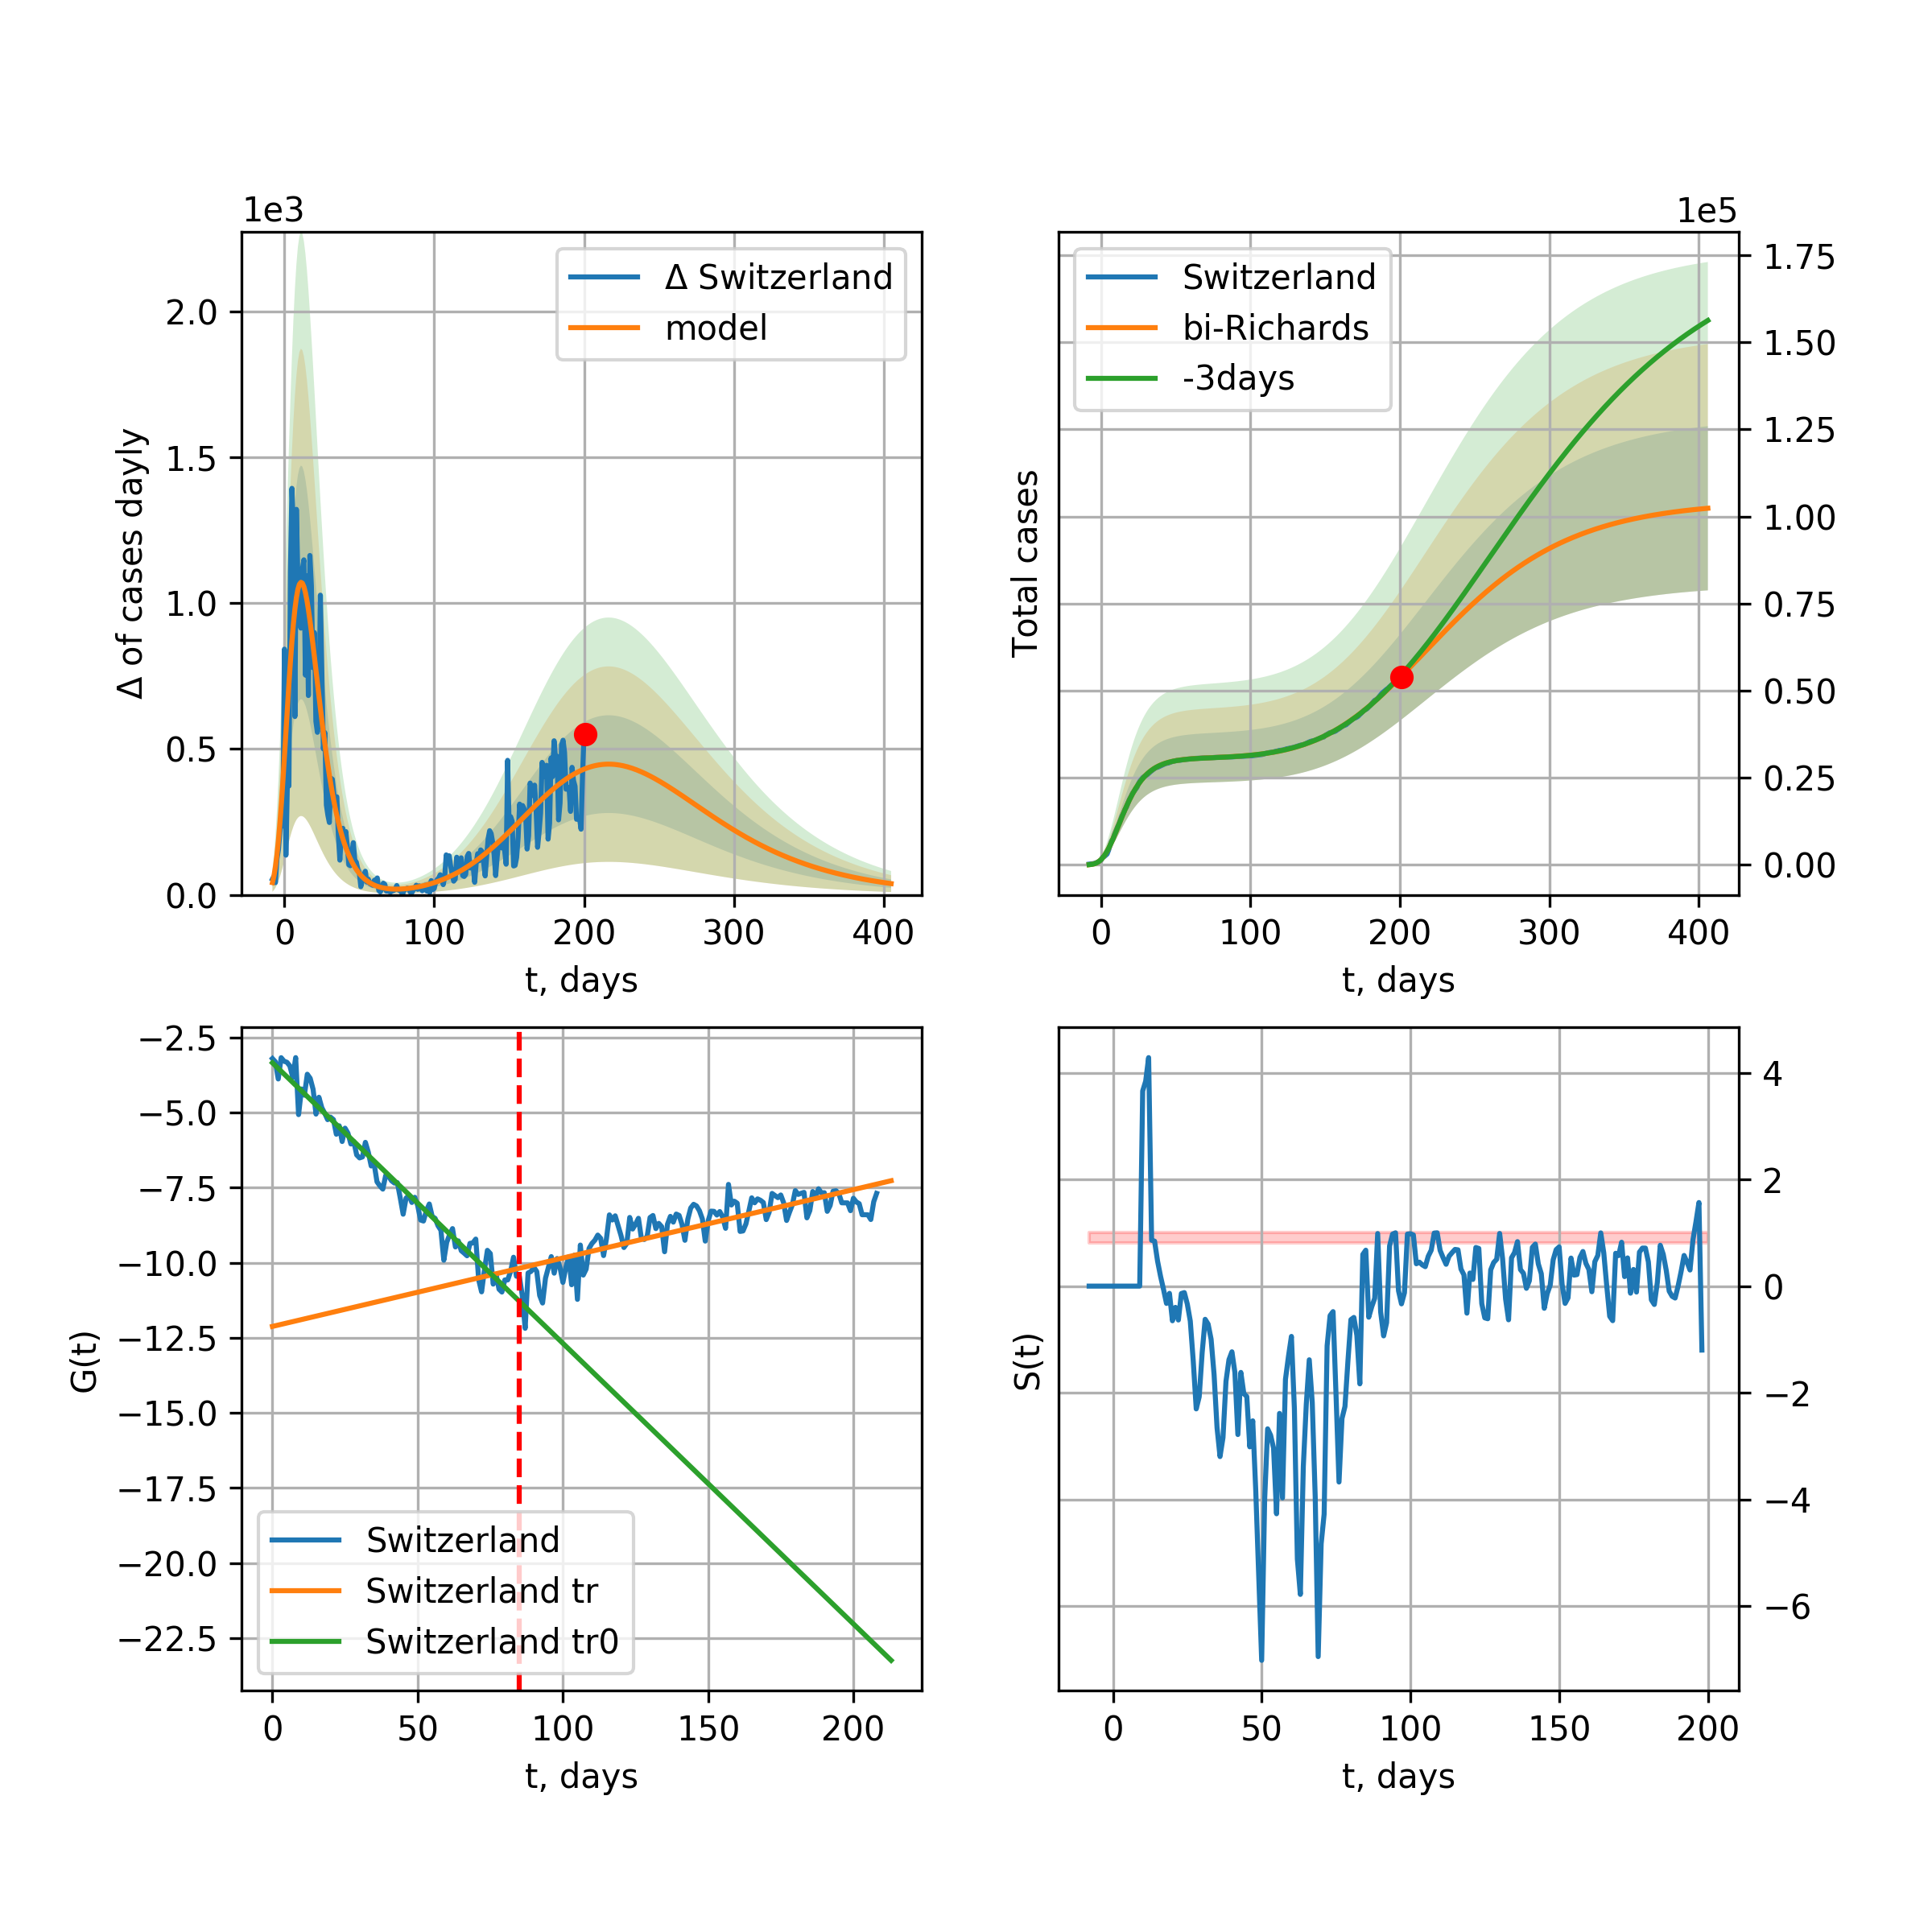 1e3
Δ of cases dayly
2.0
1.5
1.0
0.5
0.0
0 100 200 300 400
t, days
Δ Switzerland
model
1e5
Total cases
1.75
1.50
1.25
1.00
0.75
0.50
0.25
0.00
0 100 200 300 400
t, days
Switzerland
bi-Richards
-3days
G(t)
−2.5
−5.0
−7.5
−10.0
−12.5
−15.0
−17.5
−20.0
−22.5
0 50 100 150 200
t, days
Switzerland
Switzerland tr
Switzerland tr0
S(t)
4
2
0
−2
−4
−6
0 50 100 150 200
t, days